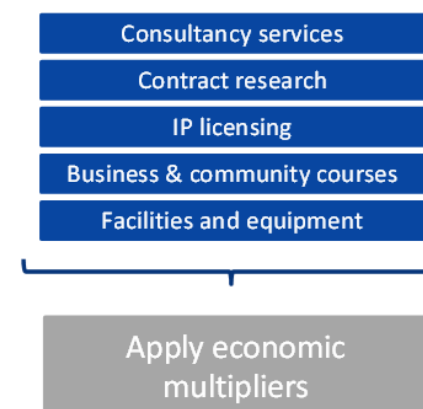 Consultancy services
Contract research
IP licensing
Business & community courses
Facilities and equipment
Apply economic
multipliers